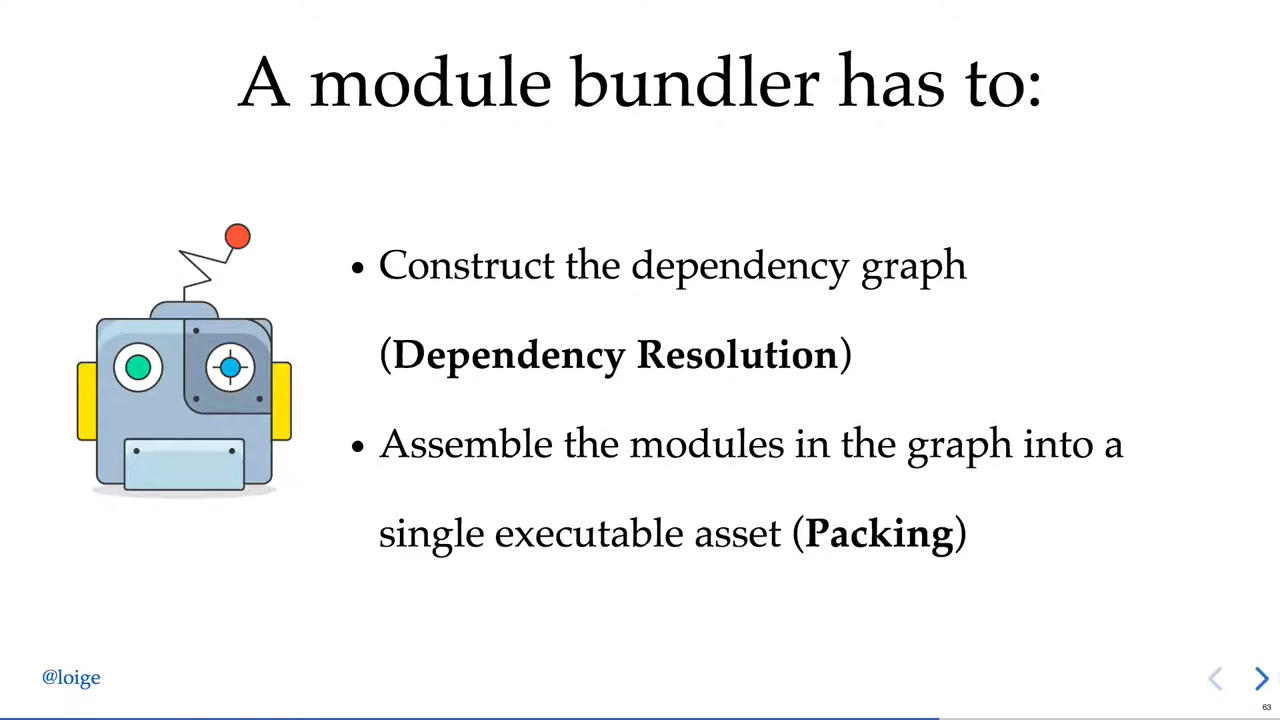 A module bundler has to:
• Construct the dependency graph
(Dependency Resolution)
• Assemble the modules in the graph into a
single executable asset (Packing)
@loige
63